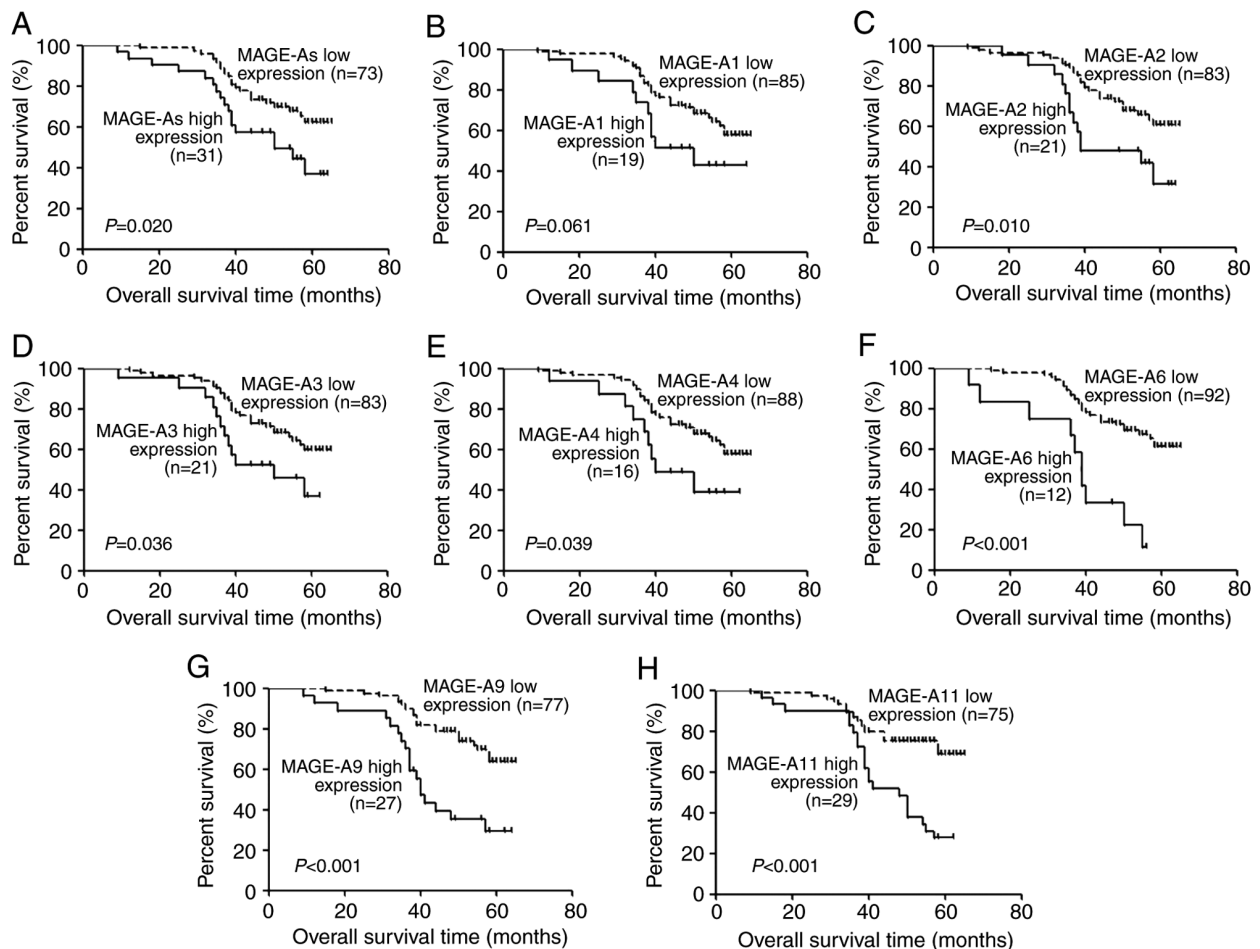 A
100
80
60
40
20
0
Percent survival (%)
MAGE-As low
expression (n=73)
MAGE-As high
expression
(n=31)
P=0.020
0 20 40 60 80
Overall survival time (months)
B
100
80
60
40
20
0
Percent survival (%)
MAGE-A1 low
expression (n=85)
MAGE-A1 high
expression
(n=19)
P=0.061
0 20 40 60 80
Overall survival time (months)
C
100
80
60
40
20
0
Percent survival (%)
MAGE-A2 low
expression (n=83)
MAGE-A2 high
expression
(n=21)
P=0.010
0 20 40 60 80
Overall survival time (months)
D
100
80
60
40
20
0
Percent survival (%)
MAGE-A3 low
expression (n=83)
MAGE-A3 high
expression
(n=21)
P=0.036
0 20 40 60 80
Overall survival time (months)
E
100
80
60
40
20
0
Percent survival (%)
MAGE-A4 low
expression (n=88)
MAGE-A4 high
expression
(n=16)
P=0.039
0 20 40 60 80
Overall survival time (months)
F
100
80
60
40
20
0
Percent survival (%)
MAGE-A6 low
expression (n=92)
MAGE-A6 high
expression
(n=12)
P<0.001
0 20 40 60 80
Overall survival time (months)
G
100
80
60
40
20
0
Percent survival (%)
MAGE-A9 low
expression (n=77)
MAGE-A9 high
expression
(n=27)
P<0.001
0 20 40 60 80
Overall survival time (months)
H
100
80
60
40
20
0
Percent survival (%)
MAGE-A11 low
expression (n=75)
MAGE-A11 high
expression
(n=29)
P<0.001
0 20 40 60 80
Overall survival time (months)